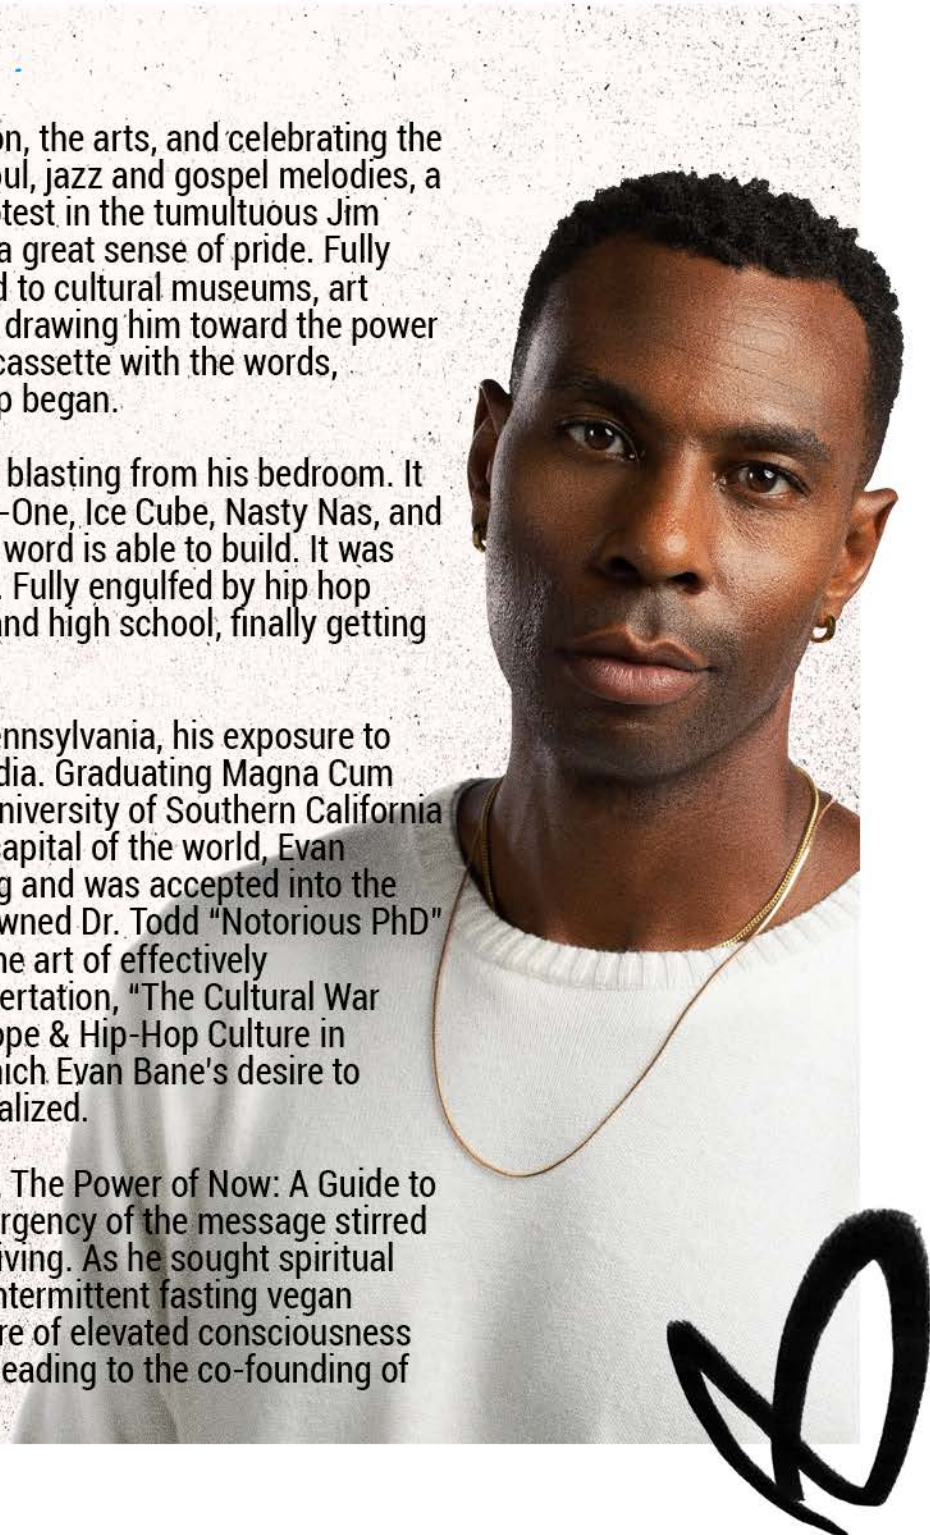 on, the arts, and celebrating the
oul, jazz and gospel melodies, a
test in the tumultuous Jim
a great sense of pride. Fully
d to cultural museums, art
drawing him toward the power
cassette with the words,
p began.
blasting from his bedroom. It
-One, Ice Cube, Nasty Nas, and
word is able to build. It was
. Fully engulfed by hip hop
and high school, finally getting
ennsylvania, his exposure to
dia. Graduating Magna Cum
niversity of Southern California
capital of the world, Evan
g and was accepted into the
wned Dr. Todd “Notorious PhD”
he art of effectively
ertation, “The Cultural War
ope & Hip-Hop Culture in
hich Evan Bane's desire to
alized.
. The Power of Now: A Guide to
rgency of the message stirred
iving. As he sought spiritual
ntermittent fasting vegan
re of elevated consciousness
eading to the co-founding of